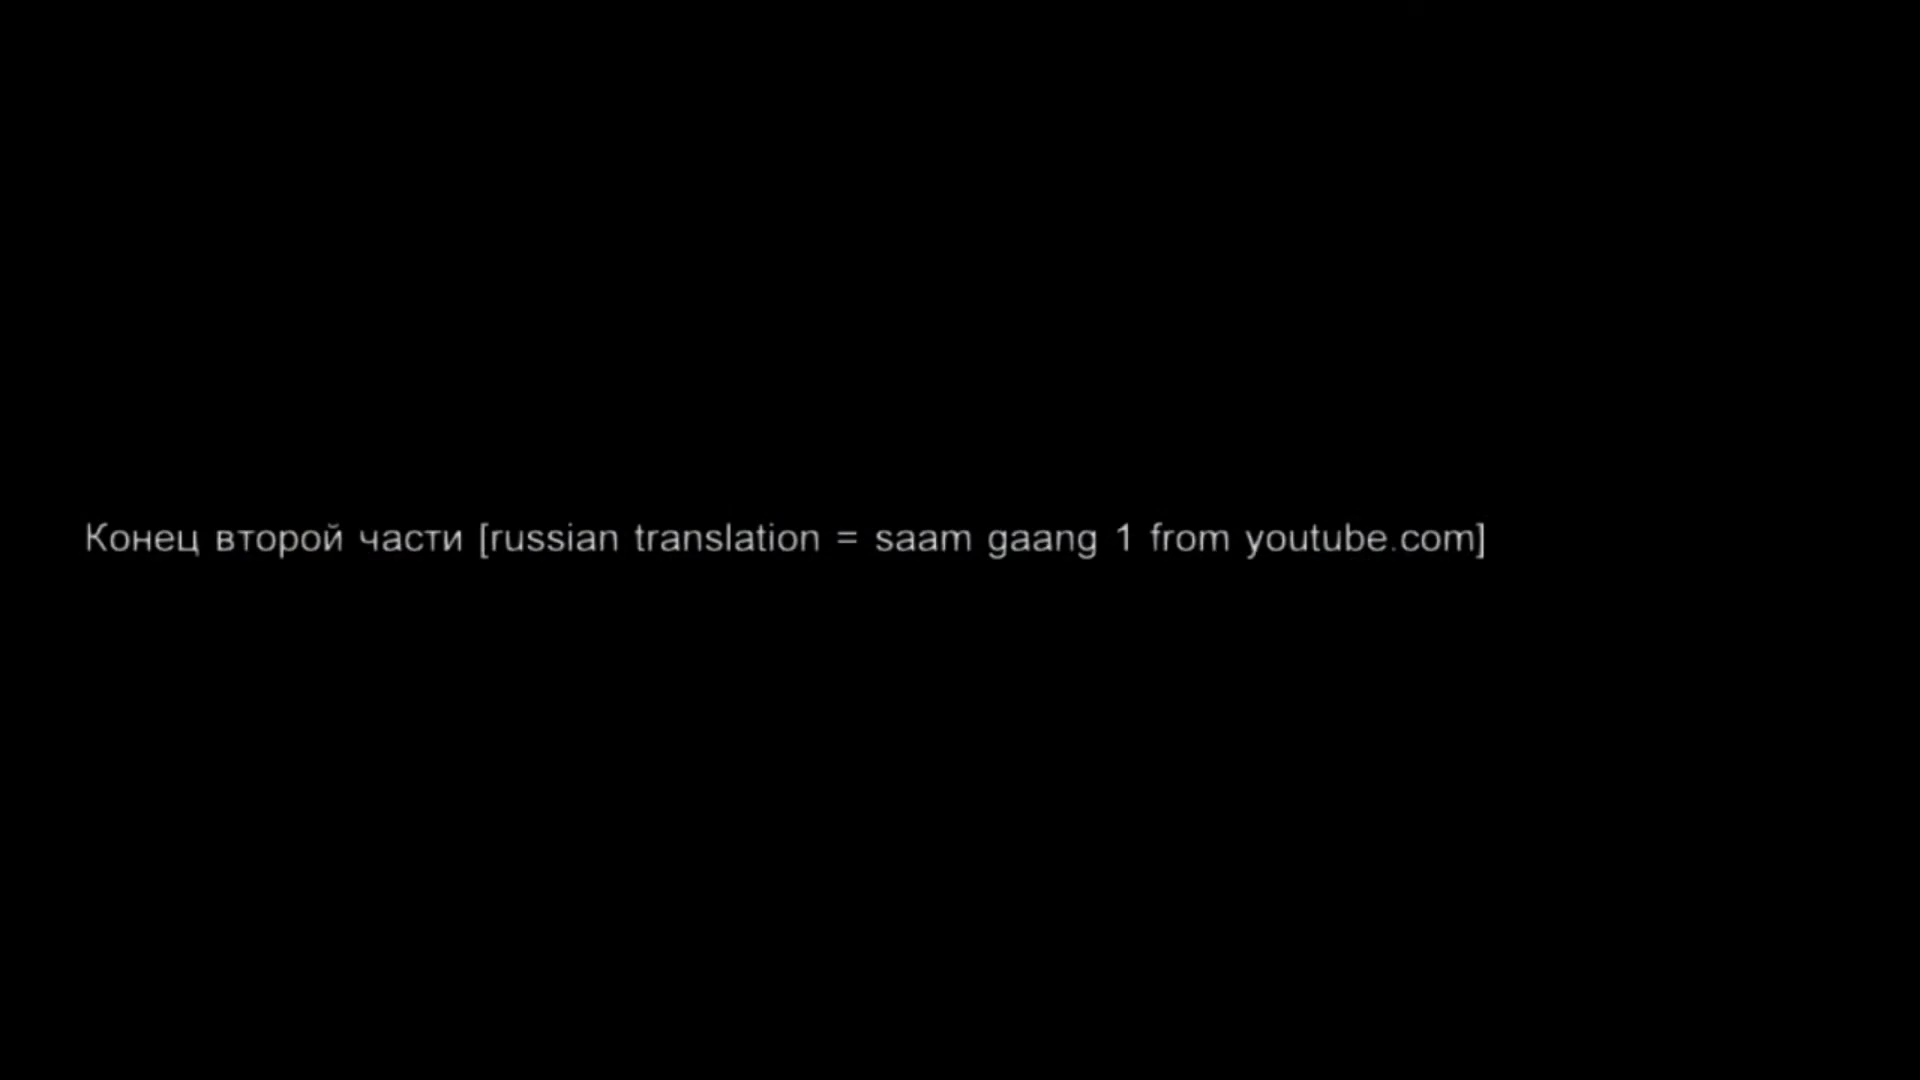 Конец второй части [russian translation = saam gaang 1 from youtube.com]